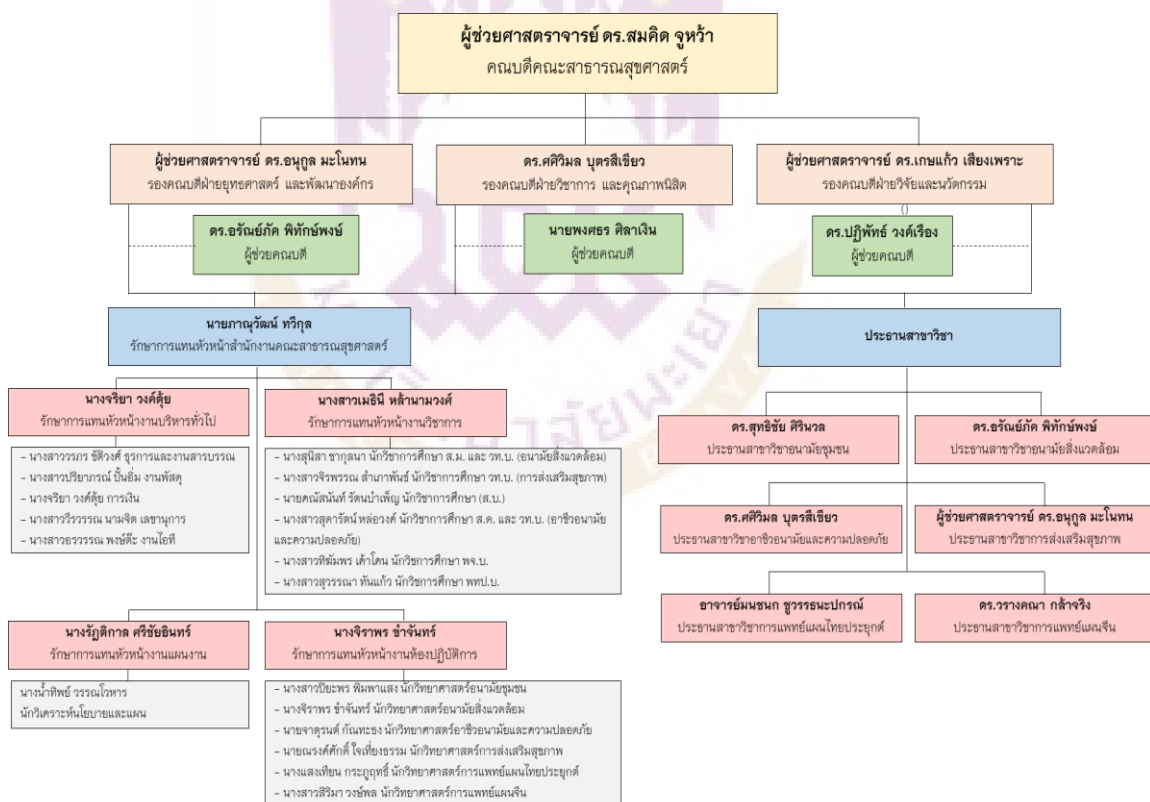 ผู้ช่วยศาสตราจารย์ ดร.สมคิด จูหว้า
คณบดีคณะสาธารณสุขศาสตร์
ผู้ช่วยศาสตราจารย์ ดร.อนุกูล มะโนทน
รองคณบดีฝ่ายยุทธศาสตร์ และพัฒนาองค์กร
ดร.ศศิวิมล บุตรสีเขียว
รองคณบดีฝ่ายวิชาการ และคุณภาพนิสิต
ผู้ช่วยศาสตราจารย์ ดร.เกษแก้ว เสียงเพราะ
รองคณบดีฝ่ายวิจัยและนวัตกรรม
()
ดร.อรัณย์ภัค พิทักษ์พงษ์
ผู้ช่วยคณบดี
นายพงศธร ศิลาเงิน
ผู้ช่วยคณบดี
ดร.ปฏิพัทธ์ วงค์เรือง
ผู้ช่วยคณบดี
นายภาณุวัฒน์ ทวีกุล
รักษาการแทนหัวหน้าสำนักงานคณะสาธารณสุขศาสตร์
ประธานสาขาวิชา
นางจริยา วงค์ตุ้ย
รักษาการแทนหัวหน้างานบริหารทั่วไป
– นางสาววรภร ขัติวงศ์ ธุรการและงานสารบรรณ
– นางสาวปริยาภรณ์ ปั้นอิ่ม งานพัสดุ
– นางจริยา วงค์ตุ้ย การเงิน
– นางสาววีรวรรณ นามจิต เลขานุการ
– นางสาวอรวรรณ พงษ์ต๊ะ งานไอที
นางสาวเมธินี หล้านามวงศ์
รักษาการแทนหัวหน้างานวิชาการ
– นางสุนิสา ชากุลนา นักวิชาการศึกษา ส.ม. และ วท.บ. (อนามัยสิ่งแวดล้อม)
– นางสาวจิรพรรณ สำเภาพันธ์ นักวิชาการศึกษา วท.บ. (การส่งเสริมสุขภาพ)
– นายคณัสนันท์ รัตนบำเพ็ญ นักวิชาการศึกษา (ส.บ.)
– นางสาวสุดารัตน์ หล่อวงค์ นักวิชาการศึกษา ส.ด. และ วท.บ. (อาชีวอนามัย
และความปลอดภัย)
– นางสาวทิฆัมพร เค้าโคน นักวิชการศึกษา พจ.บ.
– นางสาวสุวรรณา ทันแก้ว นักวิชการศึกษา พทป.บ.
ดร.สุทธิชัย ศิรินวล
ประธานสาขาวิชาอนามัยชุมชน
ดร.อรัณย์ภัค พิทักษ์พงษ์
ประธานสาขาวิชาอนามัยสิ่งแวดล้อม
ดร.ศศิวิมล บุตรสีเขียว
ประธานสาขาวิชาอาชีวอนามัยและความปลอดภัย
ผู้ช่วยศาสตราจารย์ ดร.อนุกูล มะโนทน
ประธานสาขาวิชาการส่งเสริมสุขภาพ
อาจารย์มนชนก ชูวรรธนะปกรณ์
ประธานสาขาวิชาการแพทย์แผนไทยประยุกต์
ดร.วรางคณา กล้าจริง
ประธานสาขาวิชาการแพทย์แผนจีน
นางรัฎติกาล ศรีชัยอินทร์
รักษาการแทนหัวหน้างานแผนงาน
นางน้ำทิพย์ วรรณโวหาร
นักวิเคราะห์นโยบายและแผน
นางจิราพร ขำจันทร์
รักษาการแทนหัวหน้างานห้องปฏิบัติการ
– นางสาวปิยะพร พิมพาแสง นักวิทยาศาสตร์อนามัยชุมชน
– นางจิราพร ขำจันทร์ นักวิทยาศาสตร์อนามัยสิ่งแวดล้อม
– นายจาตุรนต์ กัณทะธง นักวิทยาศาสตร์อาชีวอนามัยและความปลอดภัย
– นายณรงค์ศักดิ์ ใจเที่ยงธรรม นักวิทยาศาสตร์การส่งเสริมสุขภาพ
– นางแสงเทียน กระภูฤทธิ์ นักวิทยาศาสตร์การแพทย์แผนไทยประยุกต์
– นางสาวสิริมา วงษ์พล นักวิทยาศาสตร์การแพทย์แผนจีน